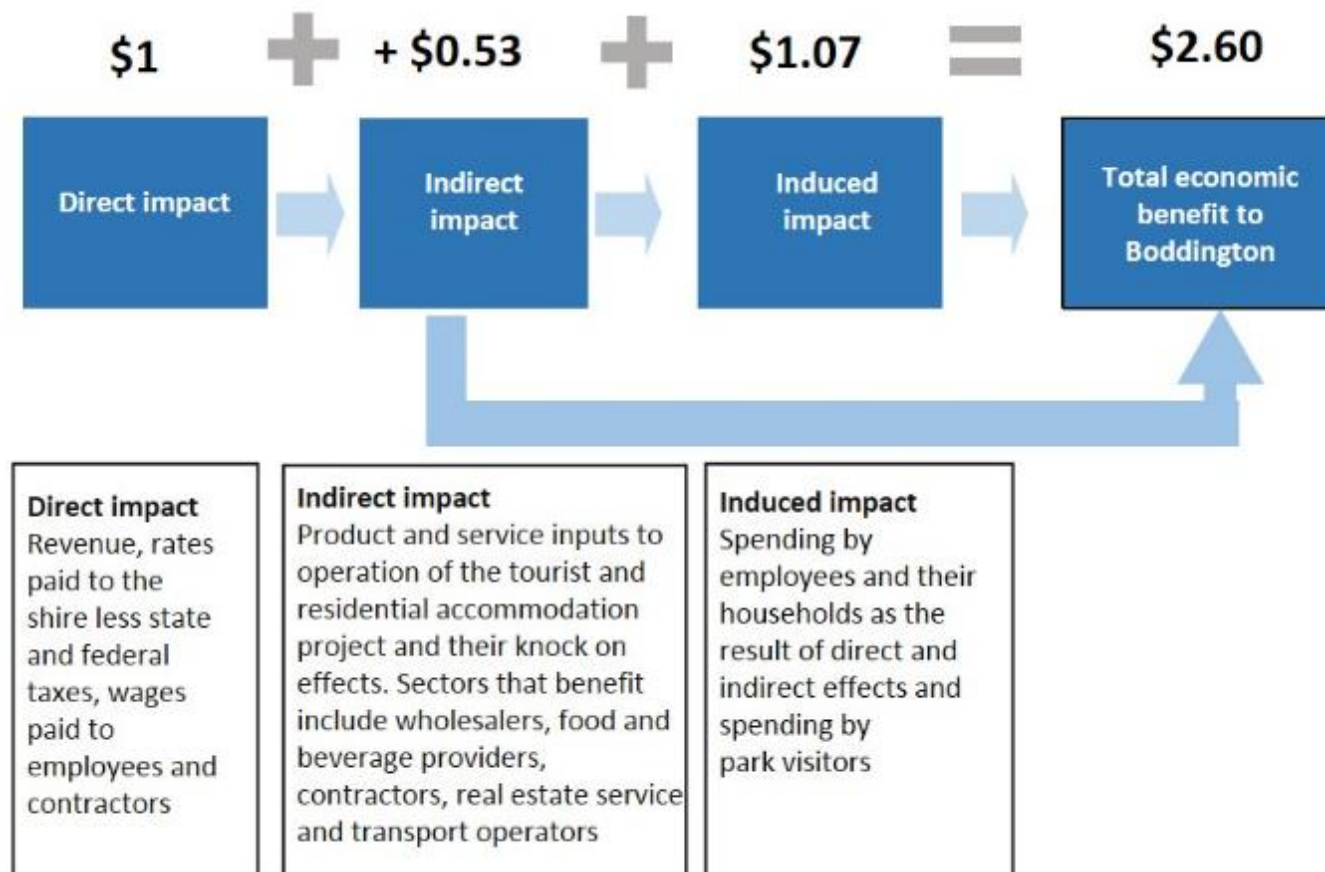 $1 + + $0.53 + $1.07 = $2.60
Direct impact
Indirect
impact
Induced
impact
Total economic
benefit to
Boddington
Direct impact
Revenue, rates
paid to the
shire less state
and federal
taxes, wages
paid to
employees and
contractors
Indirect impact
Product and service inputs to
operation of the tourist and
residential accommodation
project and their knock on
effects. Sectors that benefit
include wholesalers, food and
beverage providers,
contractors, real estate service
and transport operators
Induced impact
Spending by
employees and their
households as the
result of direct and
indirect effects and
spending by
park visitors